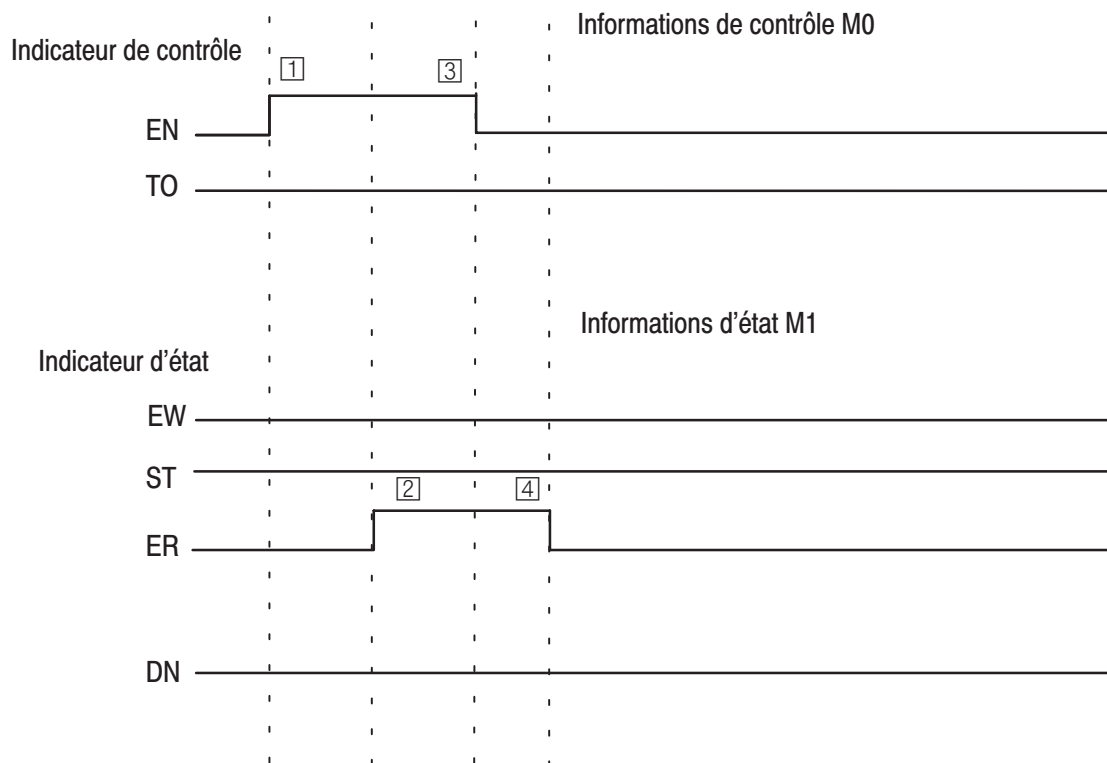 Informations de contrôle M0
Indicateur de contrôle
1
3
EN
TO
Informations d’état M1
Indicateur d’état
EW
ST
2
4
ER
DN